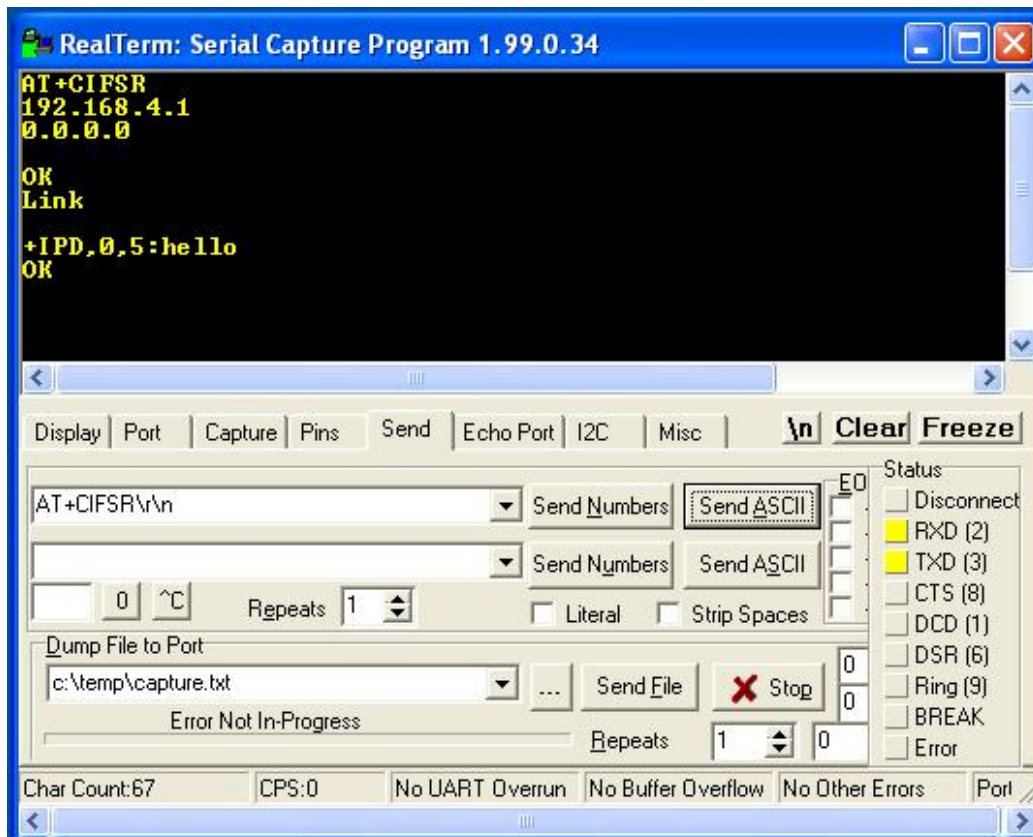 RealTerm: Serial Capture Program 1.99.0.34
AT+CIFSR
192.168.4.1
0.0.0.0
OK
Link
+IPD,0,5:hello
OK
Display Port Capture Pins Send Echo Port I2C Misc \n Clear Freeze
AT+CIFSR\r\n Send Numbers Send ASCII EO
Send Numbers Send ASCII
0 ^C Repeats 1 Literal Strip Spaces
Dump File to Port
c:\temp\capture.txt ... Send File Stop 0
0
Error Not In-Progress
Repeats 1 0
Status
Disconnect
RXD (2)
TXD (3)
CTS (8)
DCD (1)
DSR (6)
Ring (9)
BREAK
Error
Char Count:67 CPS:0 No UART Overrun No Buffer Overflow No Other Errors Port